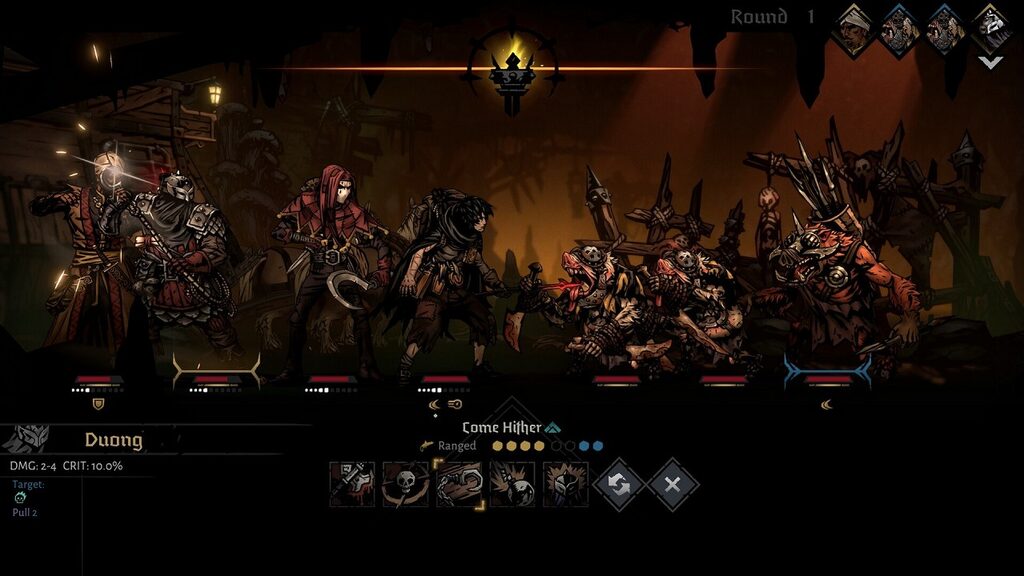 Round 1
Come Hither
Ranged
Duong
DMG: 2-4 CRIT: 10.0%
Target:
Pull 2